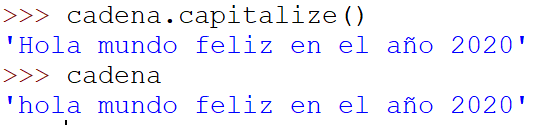 >>> cadena.capitalize()
'Hola mundo feliz en el año 2020'
>>> cadena
'hola mundo feliz en el año 2020'